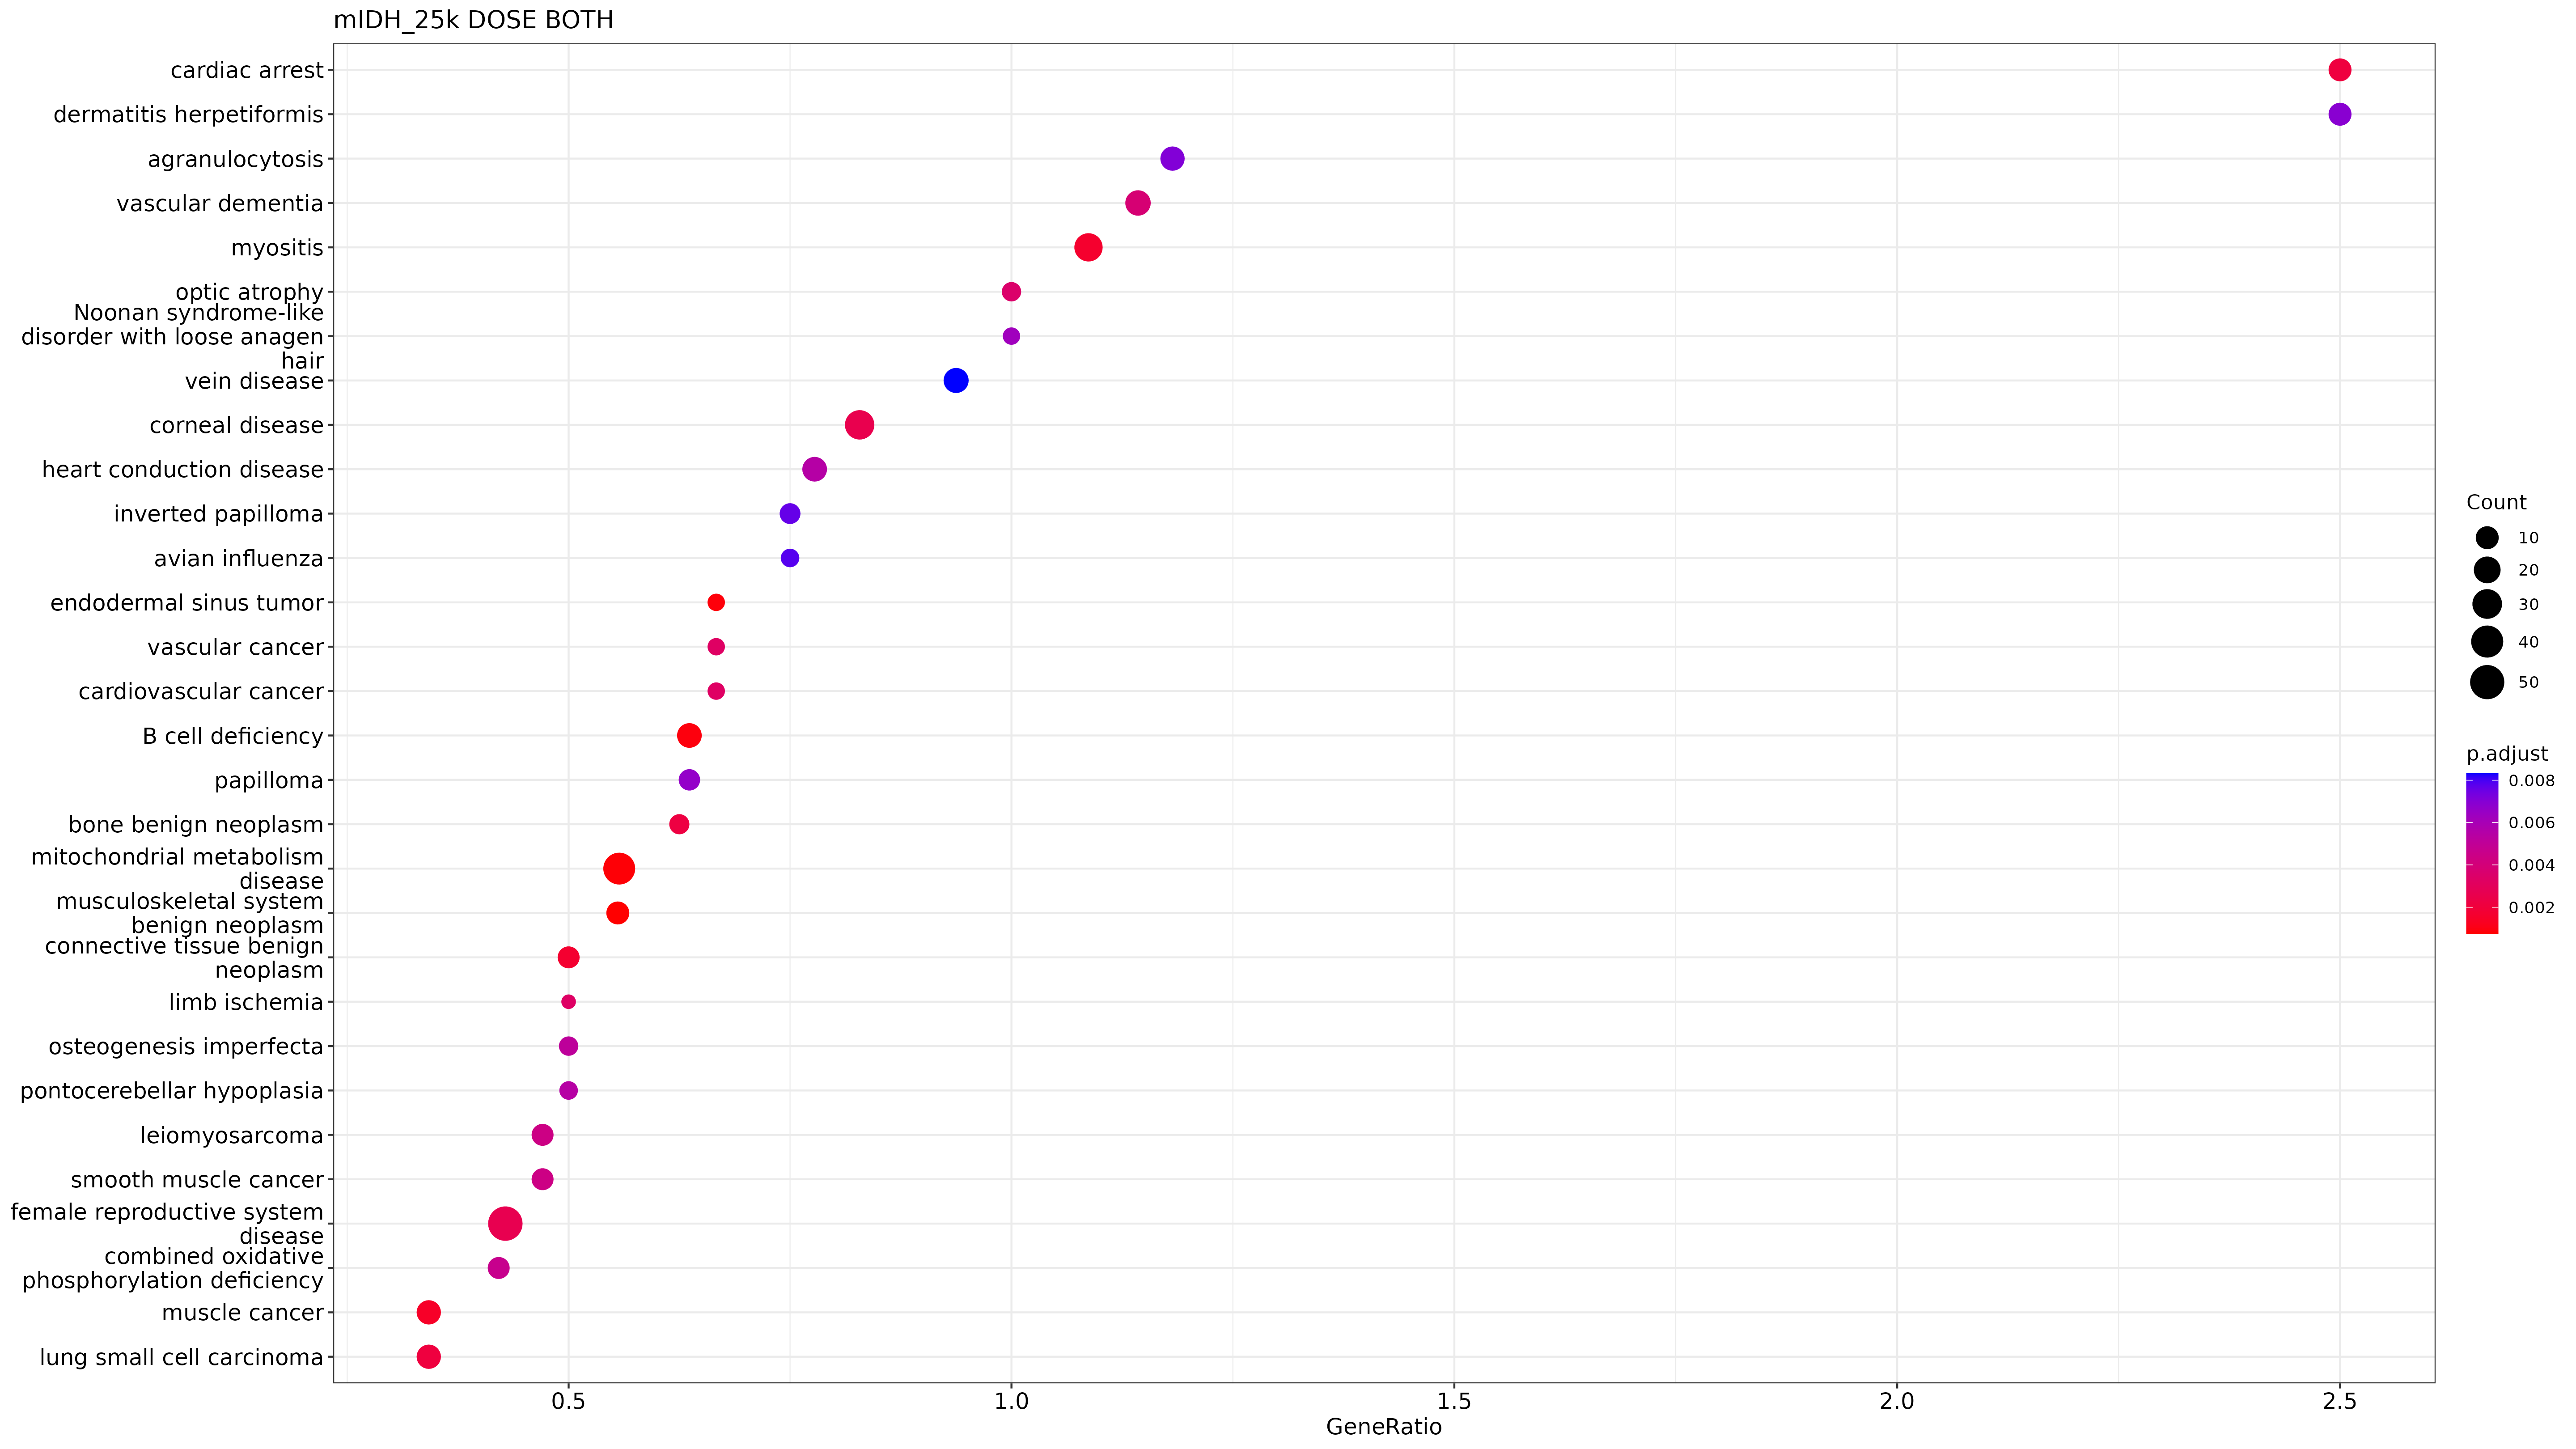 mIDH_25k DOSE BOTH
cardiac arrest
dermatitis herpetiformis
agranulocytosis
vascular dementia
myositis
optic atrophy
Noonan syndrome-like
disorder with loose anagen
hair
vein disease
corneal disease
heart conduction disease
inverted papilloma
avian influenza
endodermal sinus tumor
vascular cancer
cardiovascular cancer
B cell deficiency
papilloma
bone benign neoplasm
mitochondrial metabolism
disease
musculoskeletal system
benign neoplasm
connective tissue benign
neoplasm
limb ischemia
osteogenesis imperfecta
pontocerebellar hypoplasia
leiomyosarcoma
smooth muscle cancer
female reproductive system
disease
combined oxidative
phosphorylation deficiency
muscle cancer
lung small cell carcinoma
0.5 1.0 1.5 2.0 2.5
GeneRatio
Count
10
20
30
40
50
p.adjust
0.008
0.006
0.004
0.002